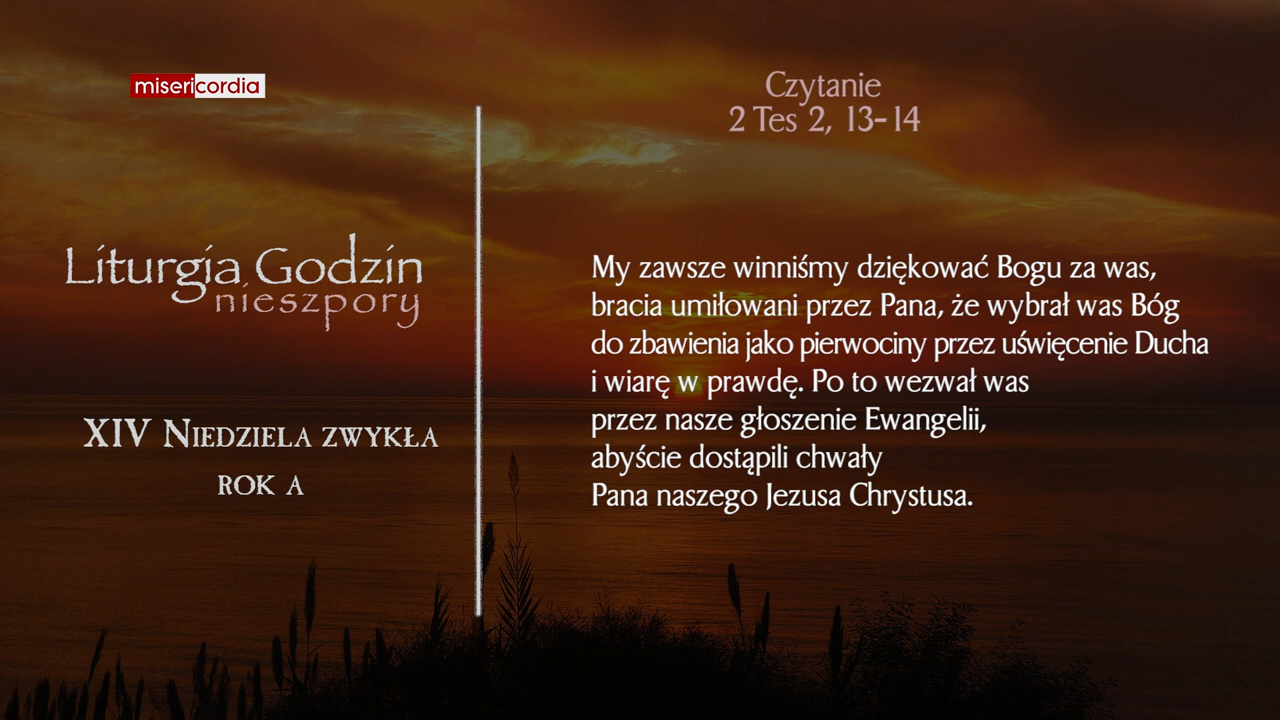 misericordia
Liturgia Godzin
nieszpory
XIV Niedziela zwykła
rok A
Czytanie
2 Tes 2, 13-14
My zawsze winniśmy dziękować Bogu za was,
bracia umiłowani przez Pana, że wybrał was Bóg
do zbawienia jako pierwociny przez uświęcenie Ducha
i wiarę w prawdę. Po to wezwał was
przez nasze głoszenie Ewangelii,
abyście dostąpili chwały
Pana naszego Jezusa Chrystusa.